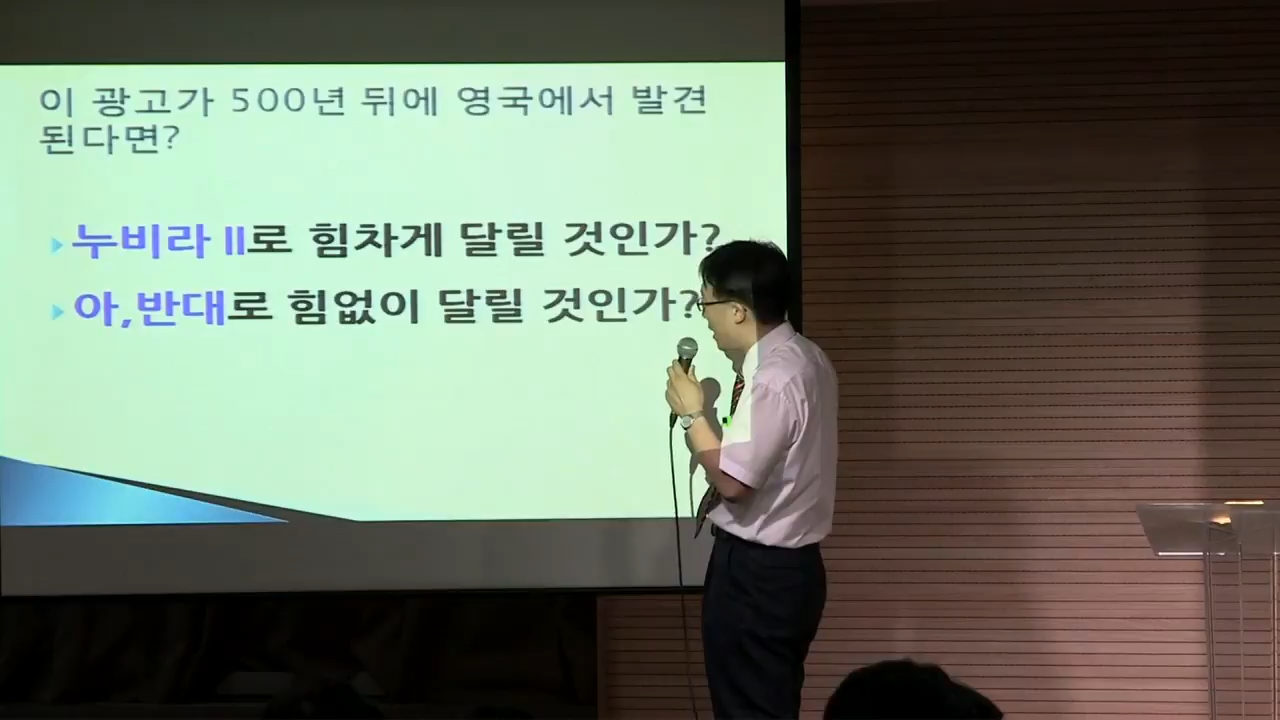 이 광고가 500년 뒤에 영국에서 발견
된다면?
누비라 II로 힘차게 달릴 것인가?
아,반대로 힘없이 달릴 것인가?